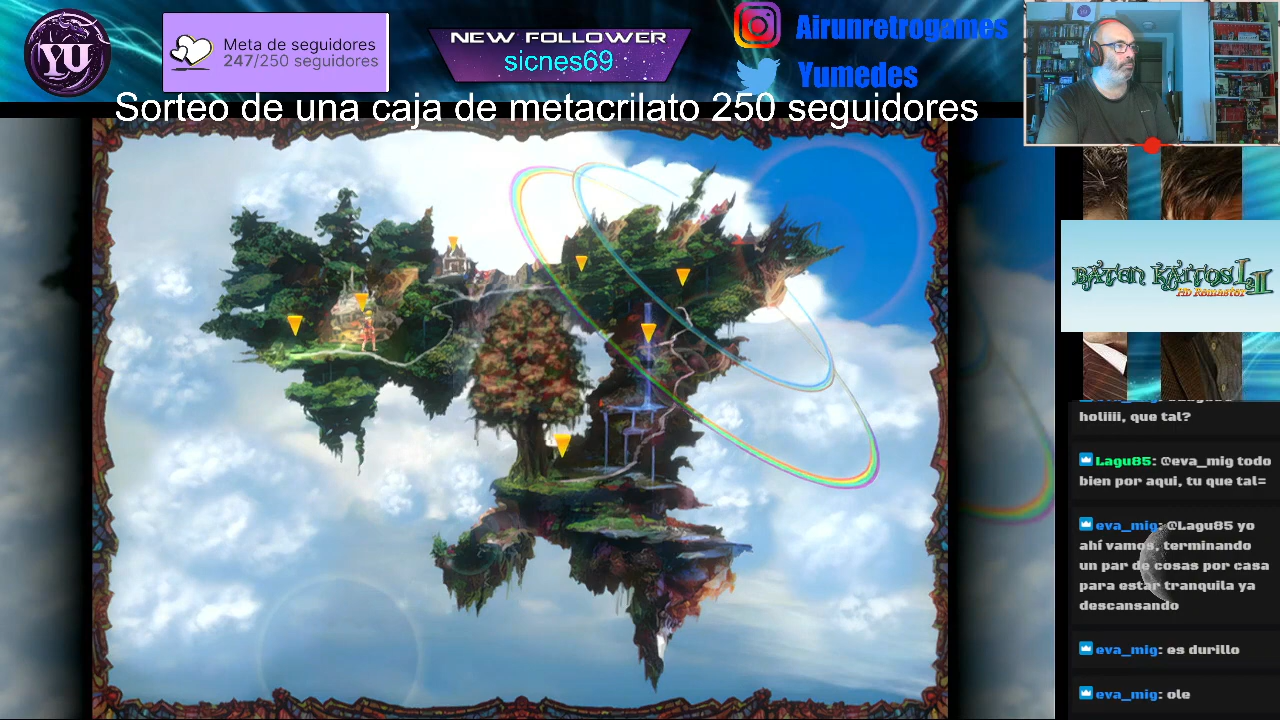 YU
Meta de seguidores
247/250 seguidores
NEW FOLLOWER
sicnes69
Airunretrogames
Yumedes
Sorteo de una caja de metacrilato 250 seguidores
BATEN KAITOS I & II
HD Remaster
holiiii, que tal?
Lagu85: @eva_mig todo
bien por aqui, tu que tal=
eva_mig: @Lagu85 yo
ahí vamos, terminando
un par de cosas por casa
para estar tranquila ya
descansando
eva_mig: es durillo
eva_mig: ole